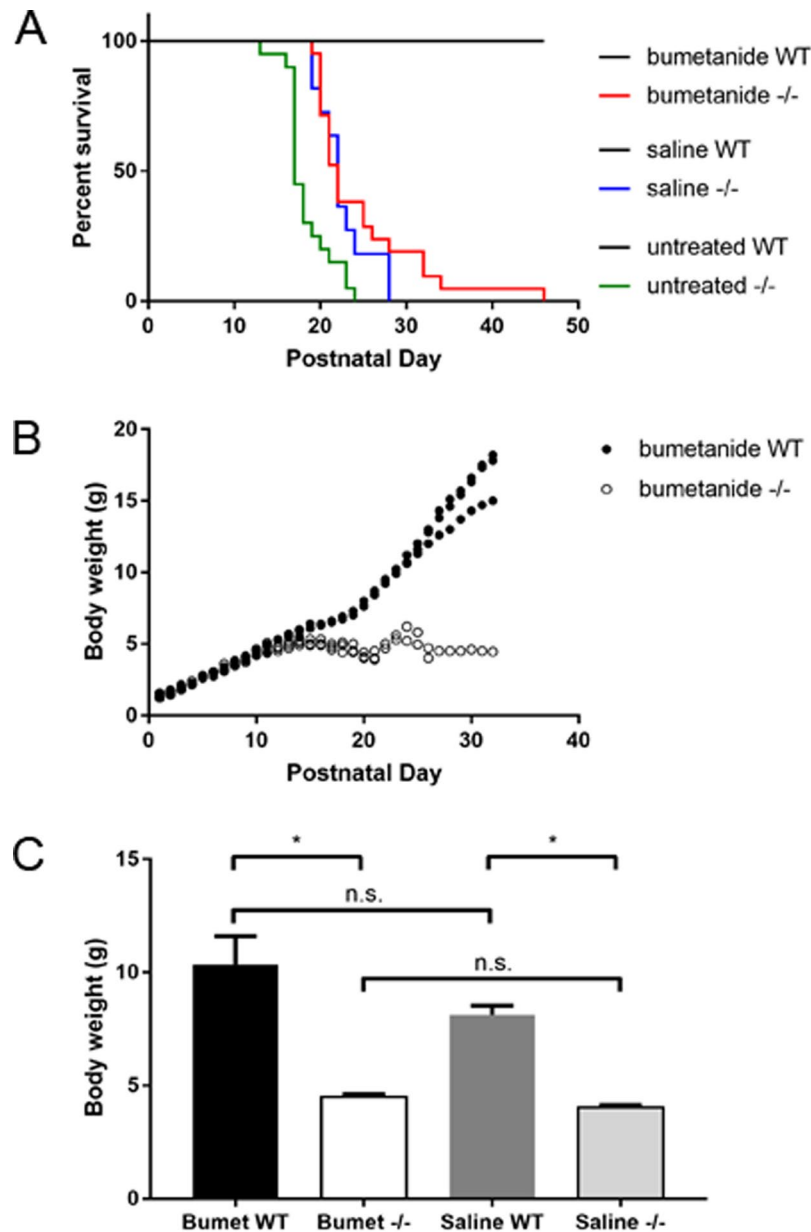 A
Percent survival
100
50
0
0 10 20 30 40 50
Postnatal Day
bumetanide WT
bumetanide -/-
saline WT
saline -/-
untreated WT
untreated -/-
B
Body weight (g)
20
15
10
5
0
0 10 20 30 40
Postnatal Day
bumetanide WT
bumetanide -/-
C
Body weight (g)
15
10
5
0
* *
n.s.
n.s.
Bumet WT Bumet -/- Saline WT Saline -/-